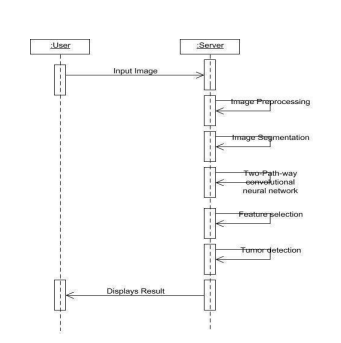 :User
:Server
Input Image
Image Preprocessing
Image Segmentation
Two-Path-way
convolutional
neural network
Feature selection
Tumor detection
Displays Result